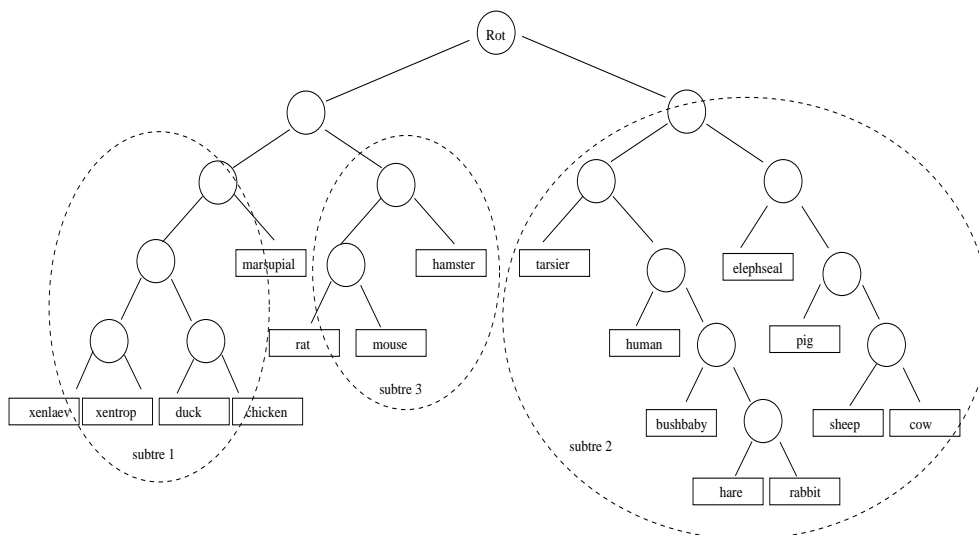 Rot
marsupial
hamster
tarsier
elephseal
rat
mouse
human
pig
subtre 3
xenlaev
xentrop
duck
chicken
bushbaby
sheep
cow
subtre 1
subtre 2
hare
rabbit